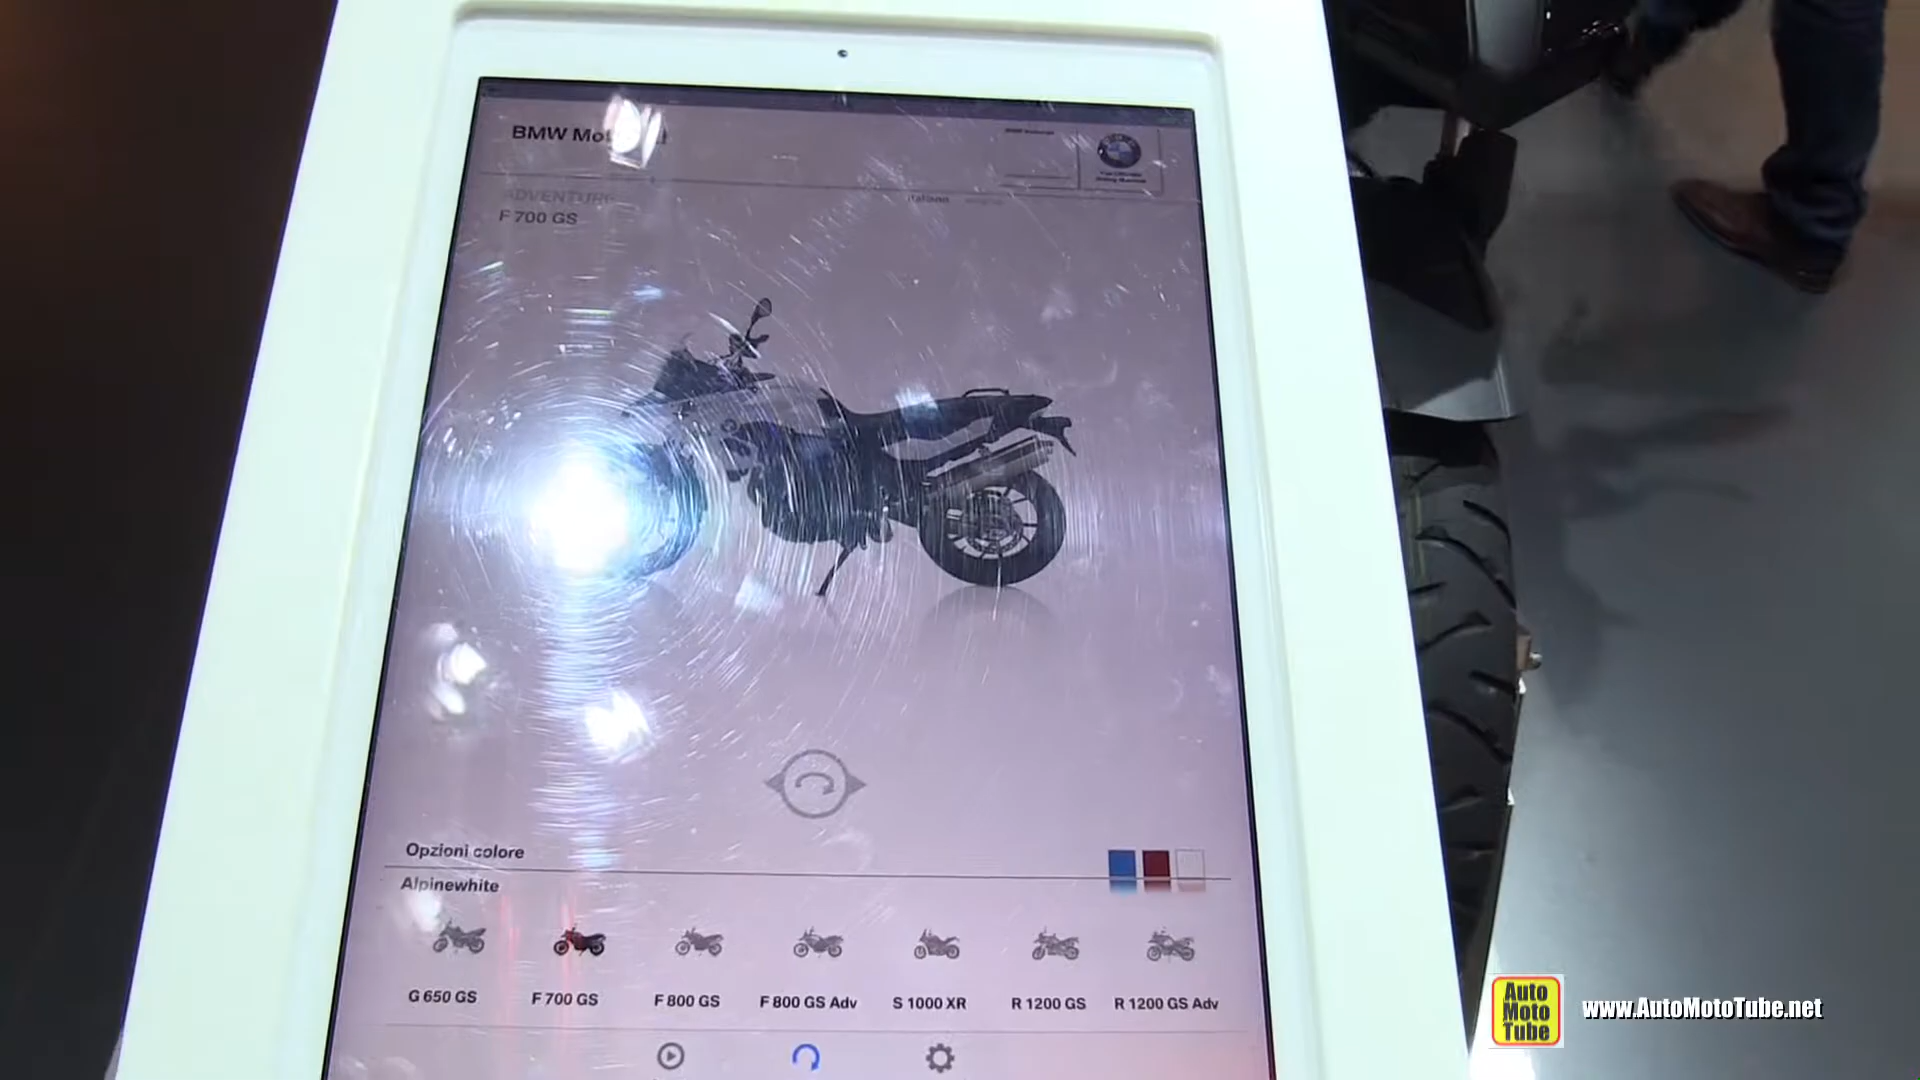 BMW
ADVENTURE
italiano
F 700 GS
Opzioni colore
Alpinewhite
G 650 GS
F 700 GS
F 800 GS
F 800 GS Adv
S 1000 XR
R 1200 GS
R 1200 GS Adv
Auto
Moto
Tube
www.AutoMotoTube.net